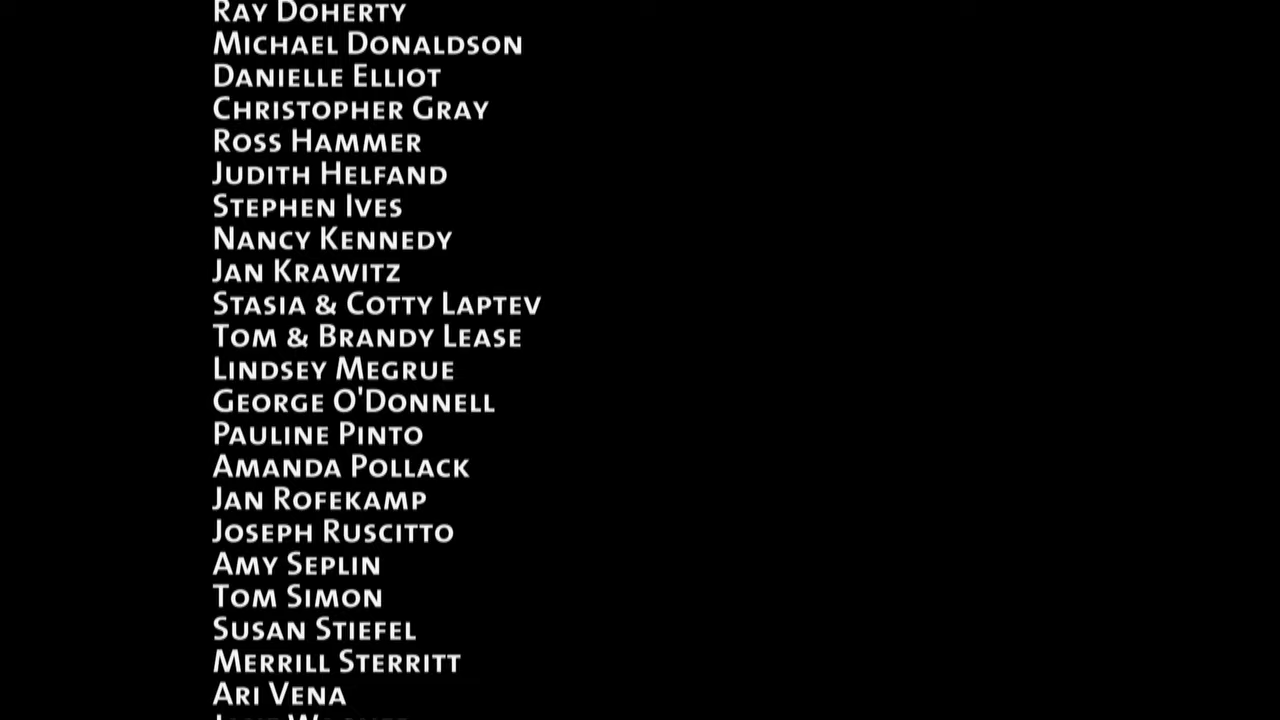 RAY DOHERTY
MICHAEL DONALDSON
DANIELLE ELLIOT
CHRISTOPHER GRAY
ROSS HAMMER
JUDITH HELFAND
STEPHEN IVES
NANCY KENNEDY
JAN KRAWITZ
STASIA & COTTY LAPTEV
TOM & BRANDY LEASE
LINDSEY MEGRUE
GEORGE O'DONNELL
PAULINE PINTO
AMANDA POLLACK
JAN ROFEKAMP
JOSEPH RUSCITTO
AMY SEPLIN
TOM SIMON
SUSAN STIEFEL
MERRILL STERRITT
ARI VENA